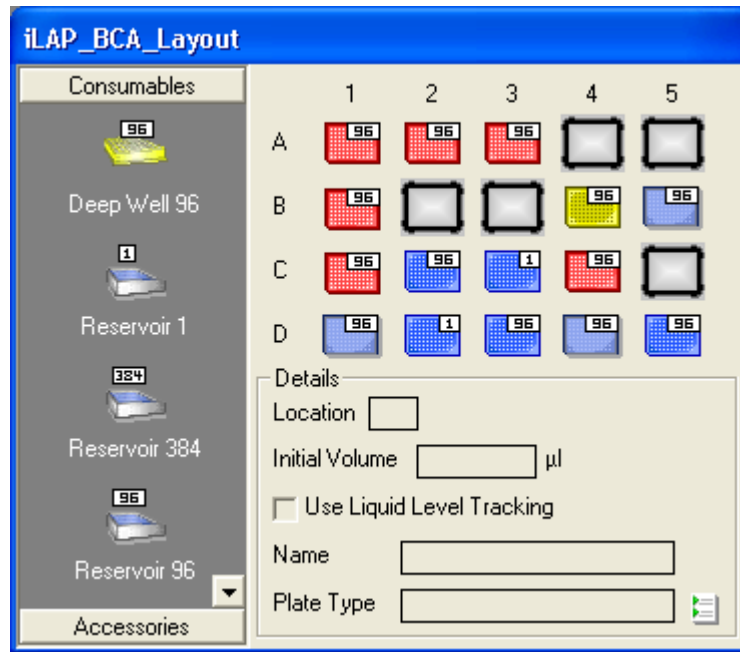 iLAP_BCA_Layout
Consumables
96
Deep Well 96
1
Reservoir 1
384
Reservoir 384
96
Reservoir 96
Accessories
1 2 3 4 5
A 96 96 96
B 96 96 96
C 96 96 1 96
D 96 1 96 96 96
Details
Location
Initial Volume µl
Use Liquid Level Tracking
Name
Plate Type